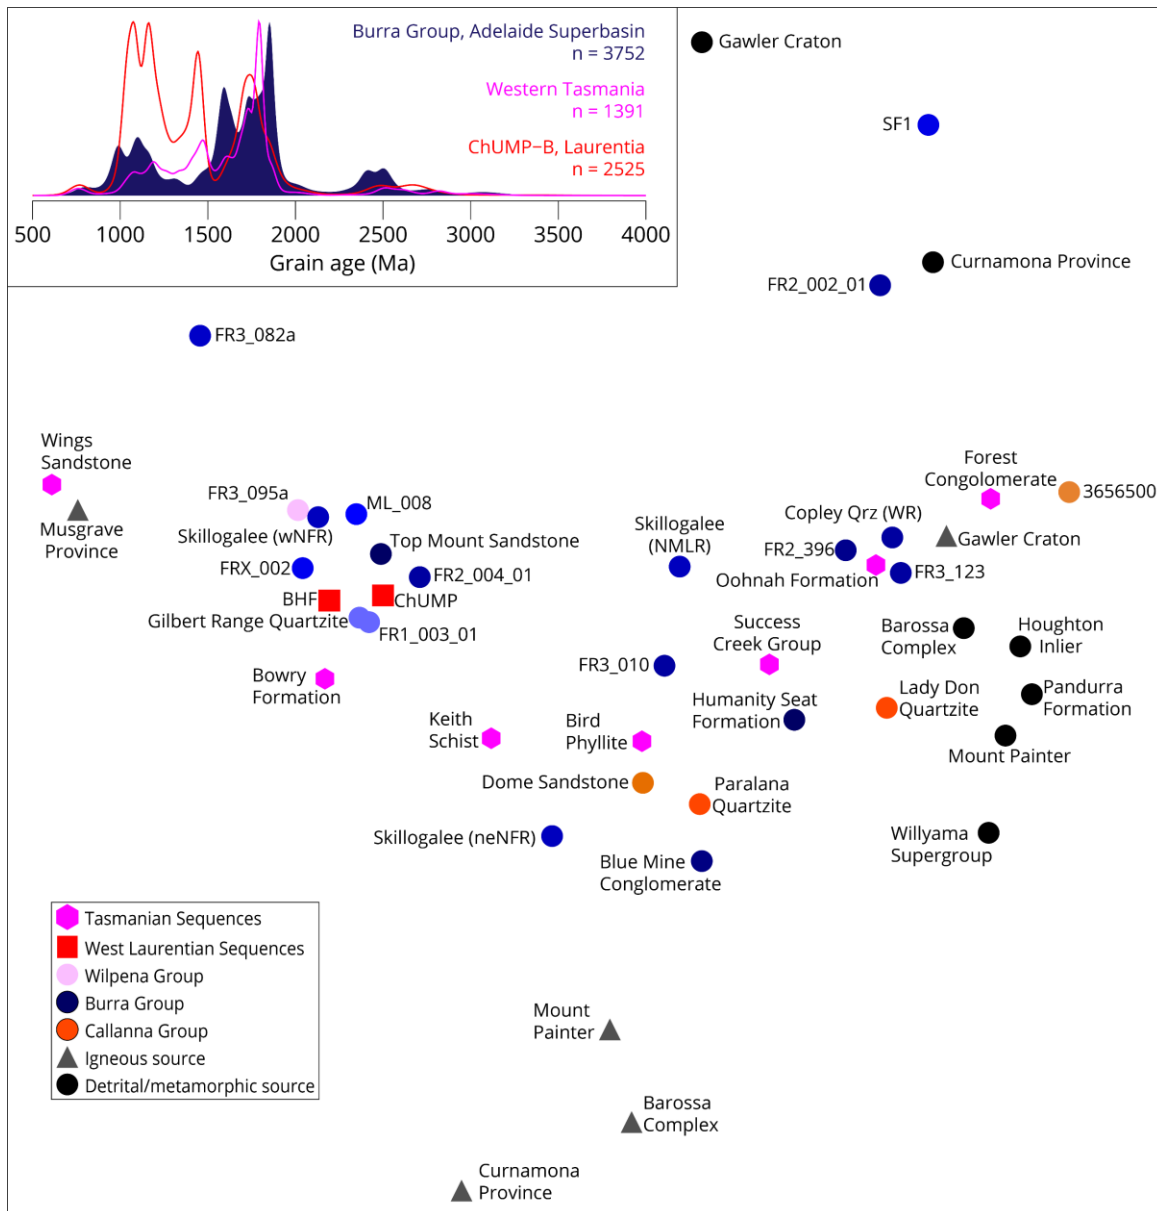 Burra Group, Adelaide Superbasin
n = 3752
Western Tasmania
n = 1391
ChUMP−B, Laurentia
n = 2525
500 1000 1500 2000 2500 3000 3500 4000
Grain age (Ma)
Gawler Craton
SF1
Curnamona Province
FR2_002_01
FR3_082a
Wings
Sandstone
Musgrave
Province
FR3_095a
ML_008
Skillogalee (wNFR)
Top Mount Sandstone
FRX_002
FR2_004_01
BHF
ChUMP
Gilbert Range Quartzite
FR1_003_01
Bowry
Formation
Skillogalee
(NMLR)
Forest
Congolomerate
3656500
Copley Qrz (WR)
FR2_396
Gawler Craton
Oohnah Formation
FR3_123
Success
Creek Group
Barossa
Complex
Houghton
Inlier
FR3_010
Humanity Seat
Formation
Lady Don
Quartzite
Pandurra
Formation
Mount Painter
Keith
Schist
Bird
Phyllite
Dome Sandstone
Paralana
Quartzite
Skillogalee (neNFR)
Blue Mine
Conglomerate
Willyama
Supergroup
Tasmanian Sequences
West Laurentian Sequences
Wilpena Group
Burra Group
Callanna Group
Igneous source
Detrital/metamorphic source
Mount
Painter
Barossa
Complex
Curnamona
Province